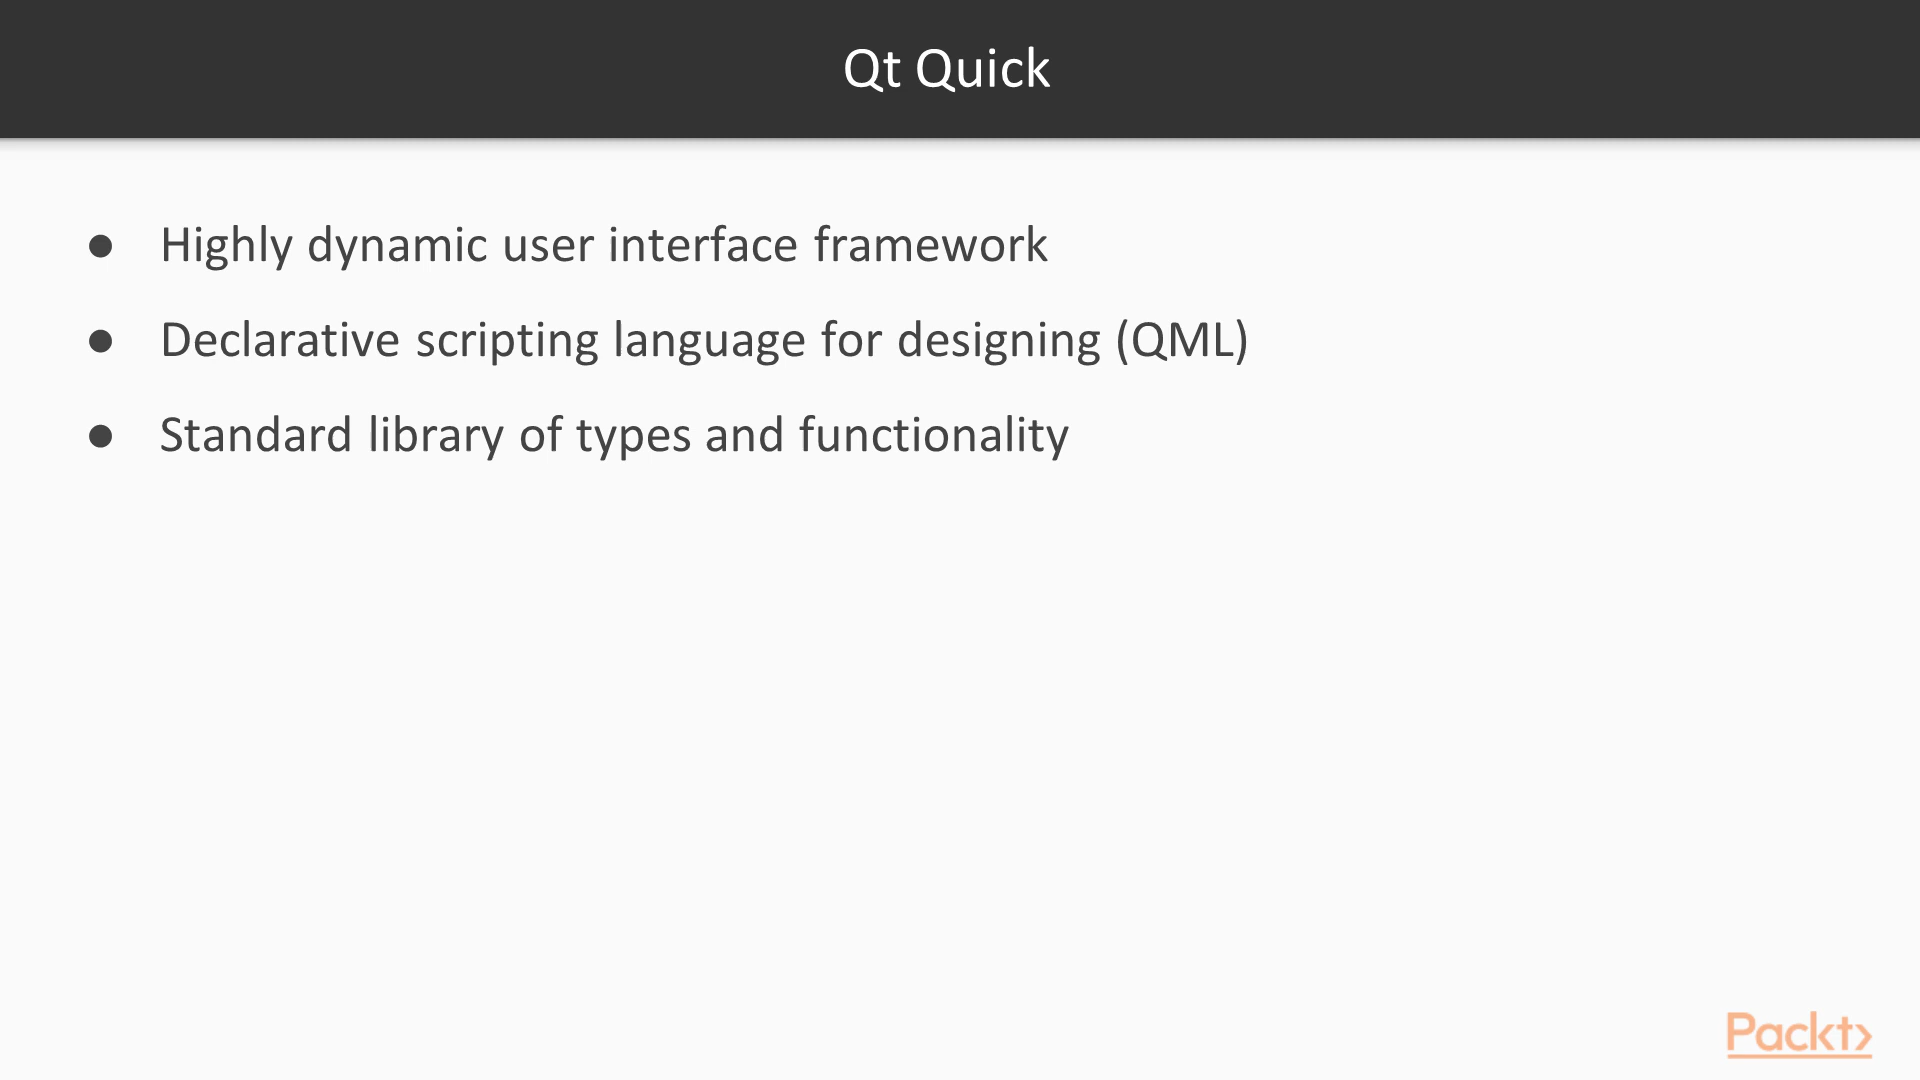 Qt Quick
● Highly dynamic user interface framework
● Declarative scripting language for designing (QML)
● Standard library of types and functionality
Packt>